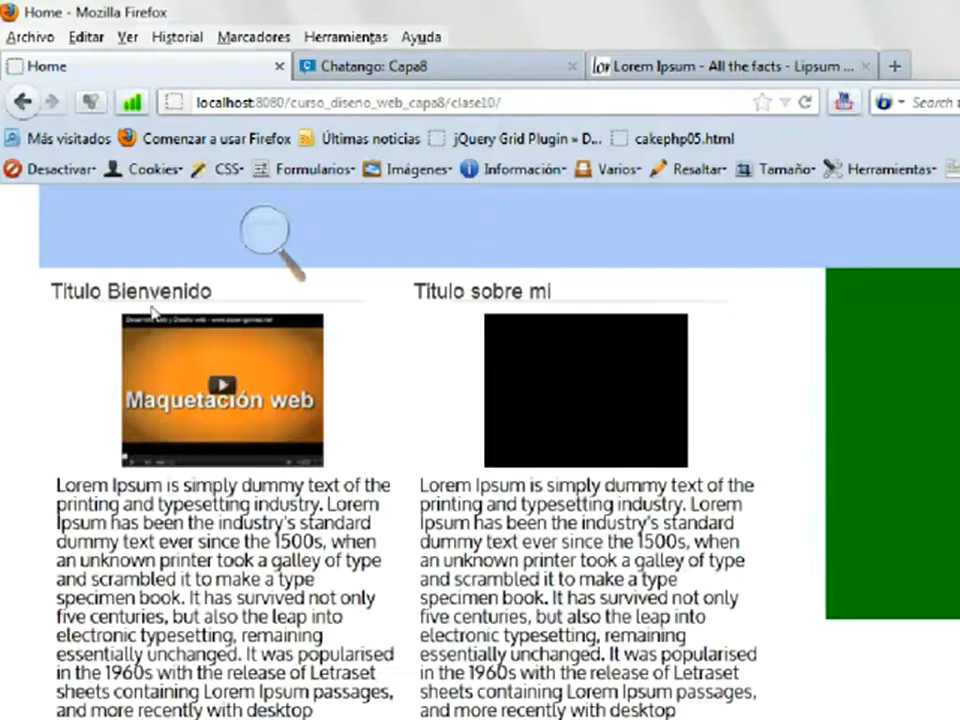 Home - Mozilla Firefox
Archivo Editar Ver Historial Marcadores Herramientas Ayuda
Home × Chatango: Capa8 × Lorem Ipsum - All the facts - Lipsum ... × +
localhost:8080/curso_diseno_web_capa8/clase10/ Search
Más visitados Comenzar a usar Firefox Últimas noticias jQuery Grid Plugin » D... cakephp05.html
Desactivar Cookies CSS Formularios Imágenes Información Varios Resaltar Tamaño Herramientas
Titulo Bienvenido
Maquetación web
Lorem Ipsum is simply dummy text of the
printing and typesetting industry. Lorem
Ipsum has been the industry's standard
dummy text ever since the 1500s, when
an unknown printer took a galley of type
and scrambled it to make a type
specimen book. It has survived not only
five centuries, but also the leap into
electronic typesetting, remaining
essentially unchanged. It was popularised
in the 1960s with the release of Letraset
sheets containing Lorem Ipsum passages,
and more recently with desktop
Titulo sobre mi
Lorem Ipsum is simply dummy text of the
printing and typesetting industry. Lorem
Ipsum has been the industry's standard
dummy text ever since the 1500s, when
an unknown printer took a galley of type
and scrambled it to make a type
specimen book. It has survived not only
five centuries, but also the leap into
electronic typesetting, remaining
essentially unchanged. It was popularised
in the 1960s with the release of Letraset
sheets containing Lorem Ipsum passages,
and more recently with desktop